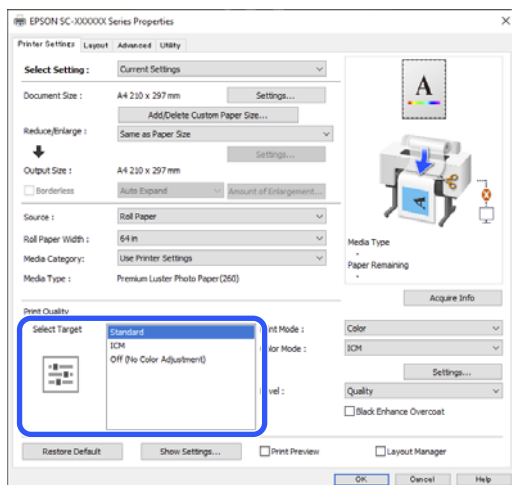 EPSON SC-XXXXXX Series Properties
Printer Settings Layout Advanced Utility
Select Setting : Current Settings
Document Size : A4 210 x 297 mm Settings...
Add/Delete Custom Paper Size...
Reduce/Enlarge : Same as Paper Size
Settings...
Output Size : A4 210 x 297 mm
Borderless Auto Expand Amount of Enlargement...
Source : Roll Paper
Roll Paper Width : 64 in
Media Category: Use Printer Settings
Media Type : Premium Luster Photo Paper(260)
A
Media Type
-
Paper Remaining
-
Acquire Info
Print Quality
Select Target
Standard
ICM
Off (No Color Adjustment)
int Mode : Color
olor Mode : ICM
Settings...
vel : Quality
Black Enhance Overcoat
Restore Default Show Settings... Print Preview Layout Manager
OK Cancel Help